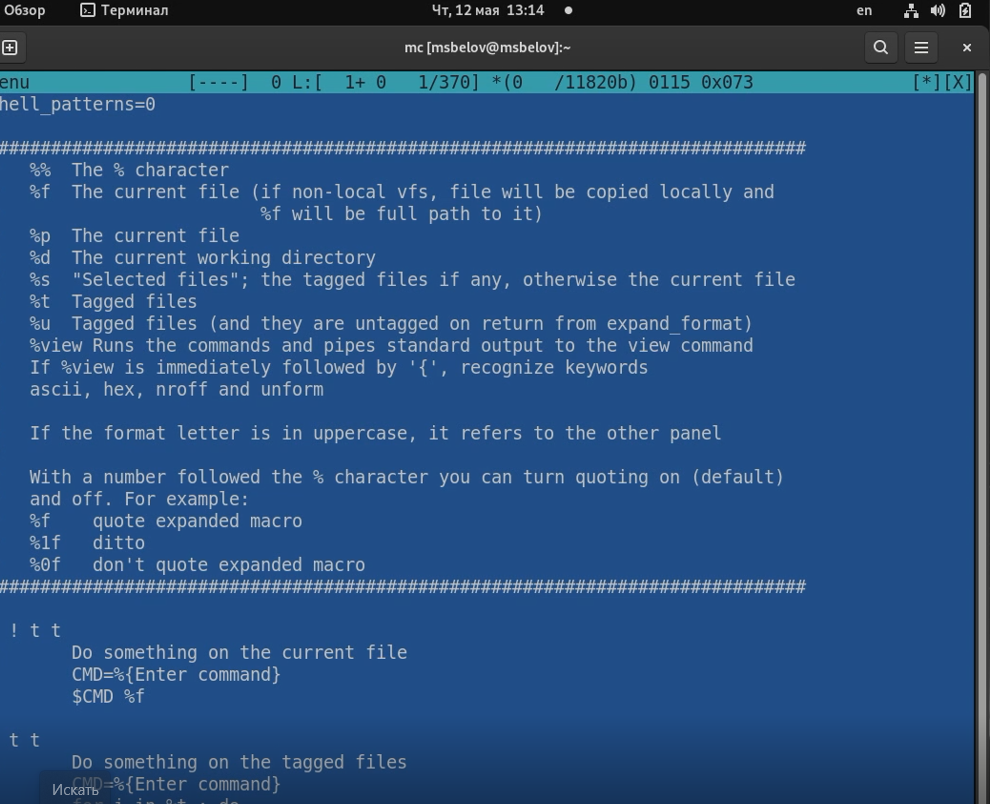 Обзор Терминал Чт, 12 мая 13:14 en
mc [msbelov@msbelov]:~
enu [----] 0 L:[ 1+ 0 1/370] *(0 /11820b) 0115 0x073 [*][X]
hell_patterns=0
#############################################################################
%% The % character
%f The current file (if non-local vfs, file will be copied locally and
%f will be full path to it)
%p The current file
%d The current working directory
%s "Selected files"; the tagged files if any, otherwise the current file
%t Tagged files
%u Tagged files (and they are untagged on return from expand_format)
%view Runs the commands and pipes standard output to the view command
If %view is immediately followed by '{', recognize keywords
ascii, hex, nroff and unform
If the format letter is in uppercase, it refers to the other panel
With a number followed the % character you can turn quoting on (default)
and off. For example:
%f quote expanded macro
%1f ditto
%0f don't quote expanded macro
#############################################################################
! t t
Do something on the current file
CMD=%{Enter command}
$CMD %f
t t
Do something on the tagged files
CMD=%{Enter command}
Искать
for i in %t ; do